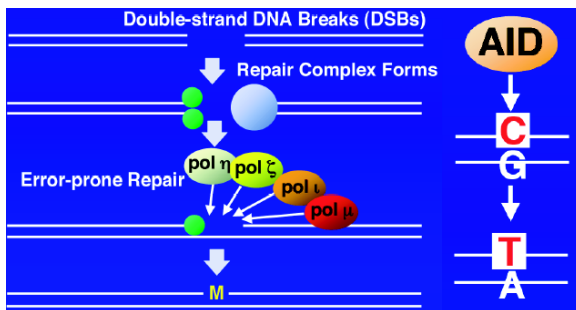 Double-strand DNA Breaks (DSBs)
Repair Complex Forms
Error-prone Repair
pol η
pol ζ
pol ι
pol μ
M
AID
C
G
T
A